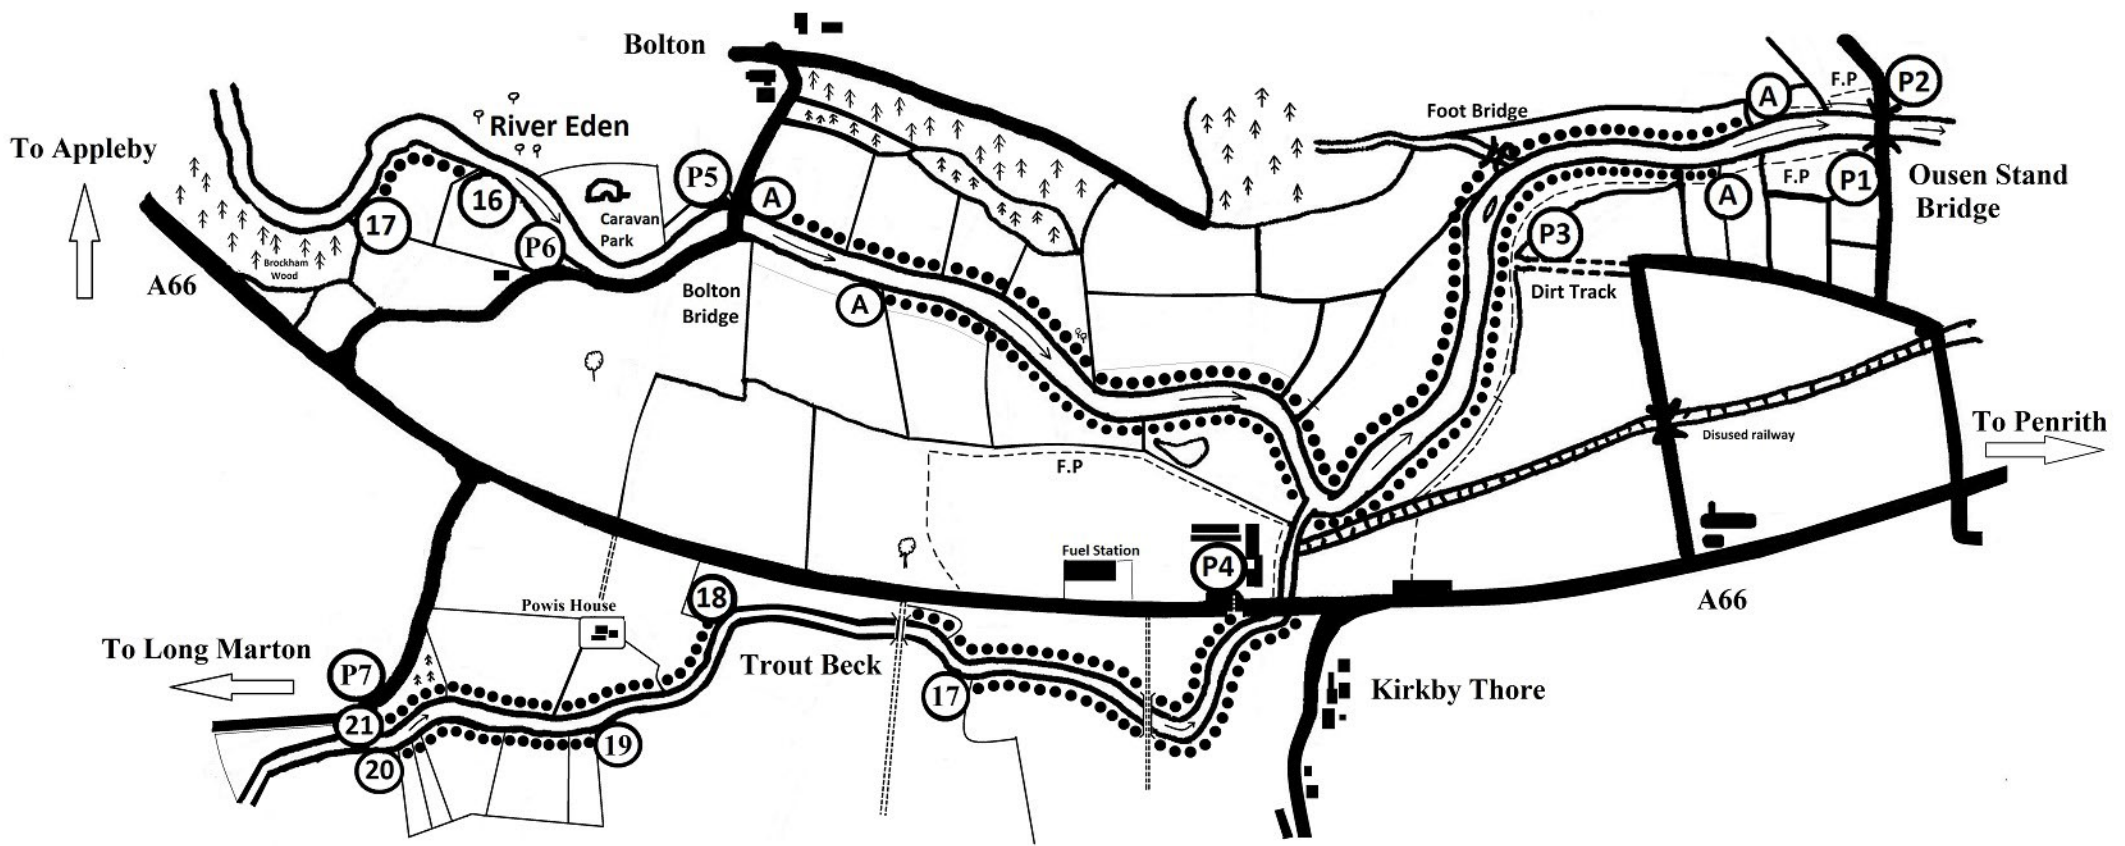 Bolton
P2
F.P
A
Foot Bridge
River Eden
To Appleby
P5
P1
Ousen Stand
Bridge
F.P
A
A
16
17
Caravan
Park
P6
P3
Brockham
Wood
A66
Bolton
Bridge
A
Dirt Track
To Penrith
Disused railway
F.P
Fuel Station
P4
A66
18
Powis House
To Long Marton
Trout Beck
P7
17
Kirkby Thore
21
19
20